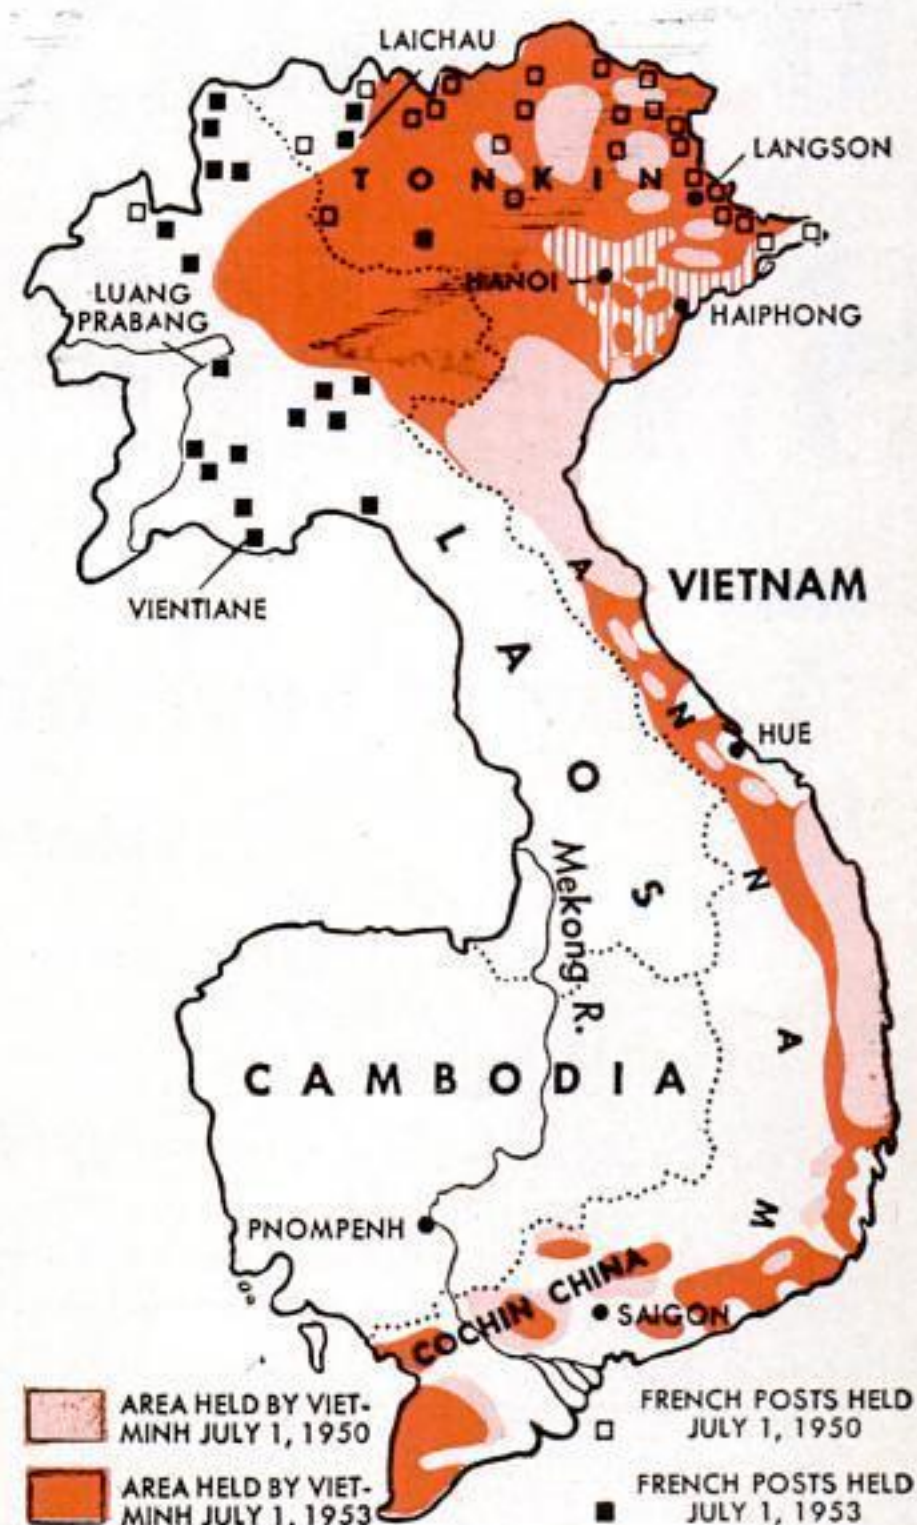 LAICHAU
LANGSON
TONKIN
HANOI
HAIPHONG
LUANG
PRABANG
VIENTIANE
VIETNAM
LAOS
ANNAM
HUE
Mekong R.
CAMBODIA
PNOMPENH
COCHIN CHINA
SAIGON
AREA HELD BY VIET-
MINH JULY 1, 1950
FRENCH POSTS HELD
JULY 1, 1950
AREA HELD BY VIET-
MINH JULY 1, 1953
FRENCH POSTS HELD
JULY 1, 1953